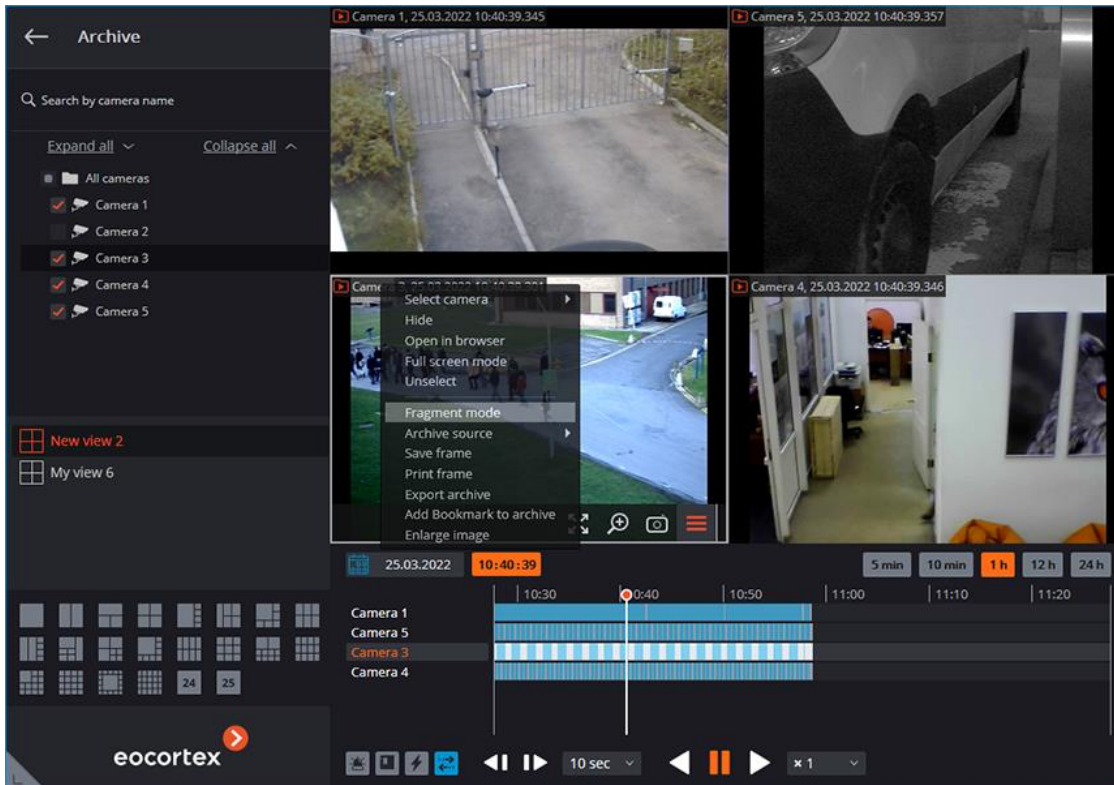 Archive
Search by camera name
Expand all
Collapse all
All cameras
Camera 1
Camera 2
Camera 3
Camera 4
Camera 5
New view 2
My view 6
24
25
eocortex
Camera 1, 25.03.2022 10:40:39.345
Camera 5, 25.03.2022 10:40:39.357
Camera 4, 25.03.2022 10:40:39.346
Select camera
Hide
Open in browser
Full screen mode
Unselect
Fragment mode
Archive source
Save frame
Print frame
Export archive
Add Bookmark to archive
Enlarge image
25.03.2022
10:40:39
5 min
10 min
1 h
12 h
24 h
10:30
10:50
11:00
11:10
11:20
Camera 1
Camera 5
Camera 3
Camera 4
10 sec
× 1